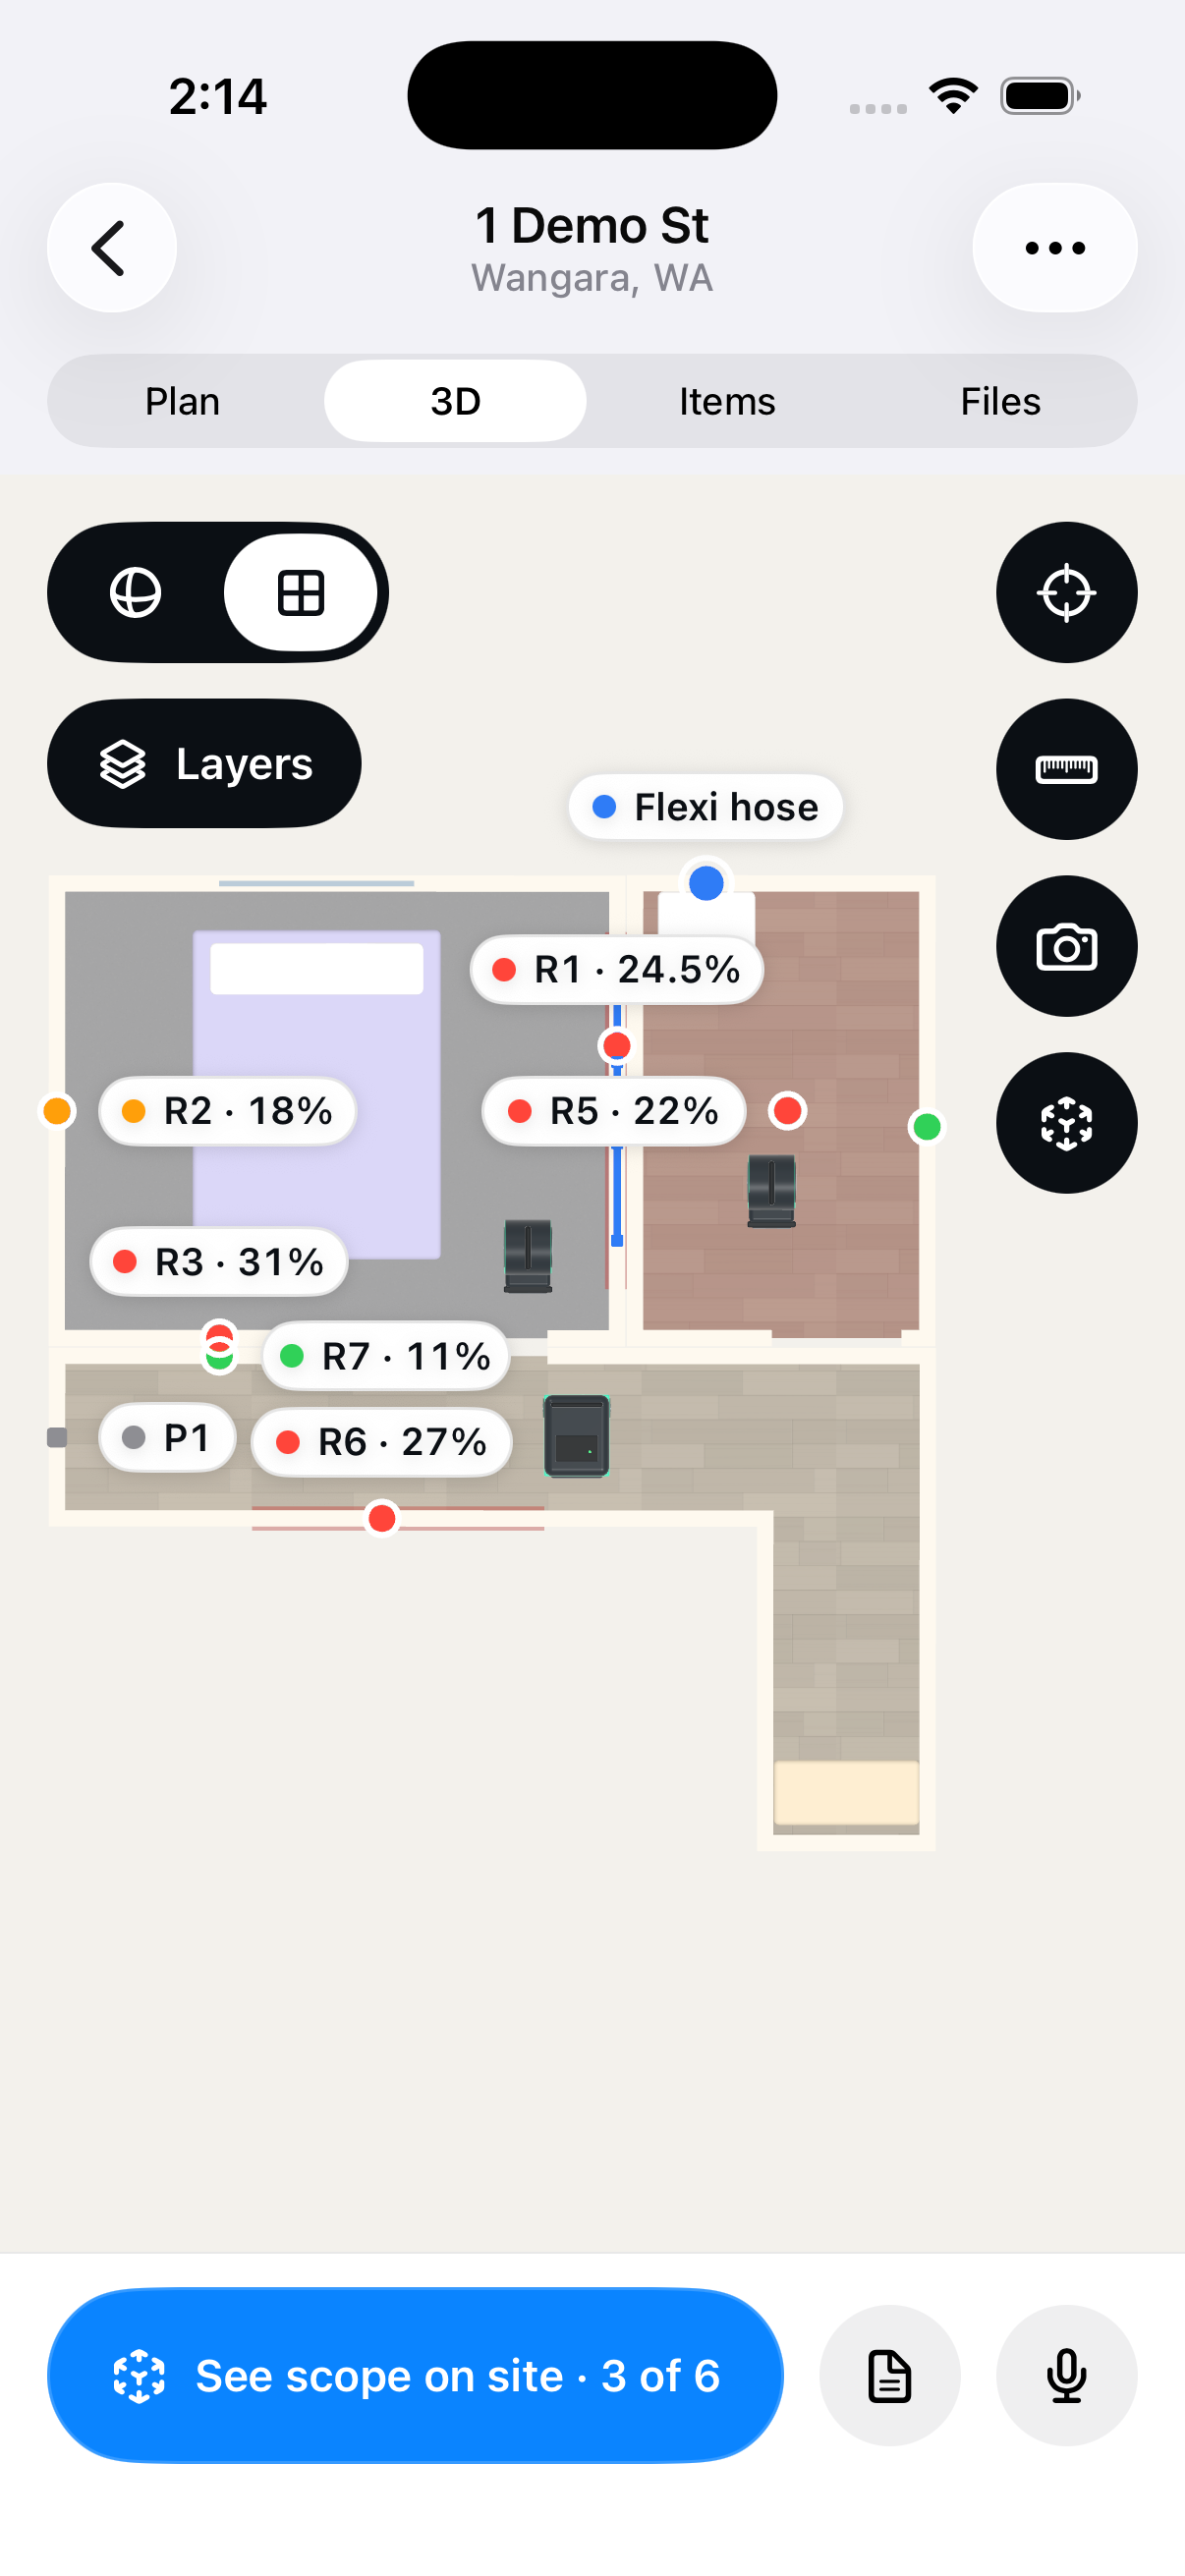 2:14
1 Demo St
Wangara, WA
Plan
3D
Items
Files
Layers
Flexi hose
R1 · 24.5%
R2 · 18%
R5 · 22%
R3 · 31%
R7 · 11%
P1
R6 · 27%
See scope on site · 3 of 6